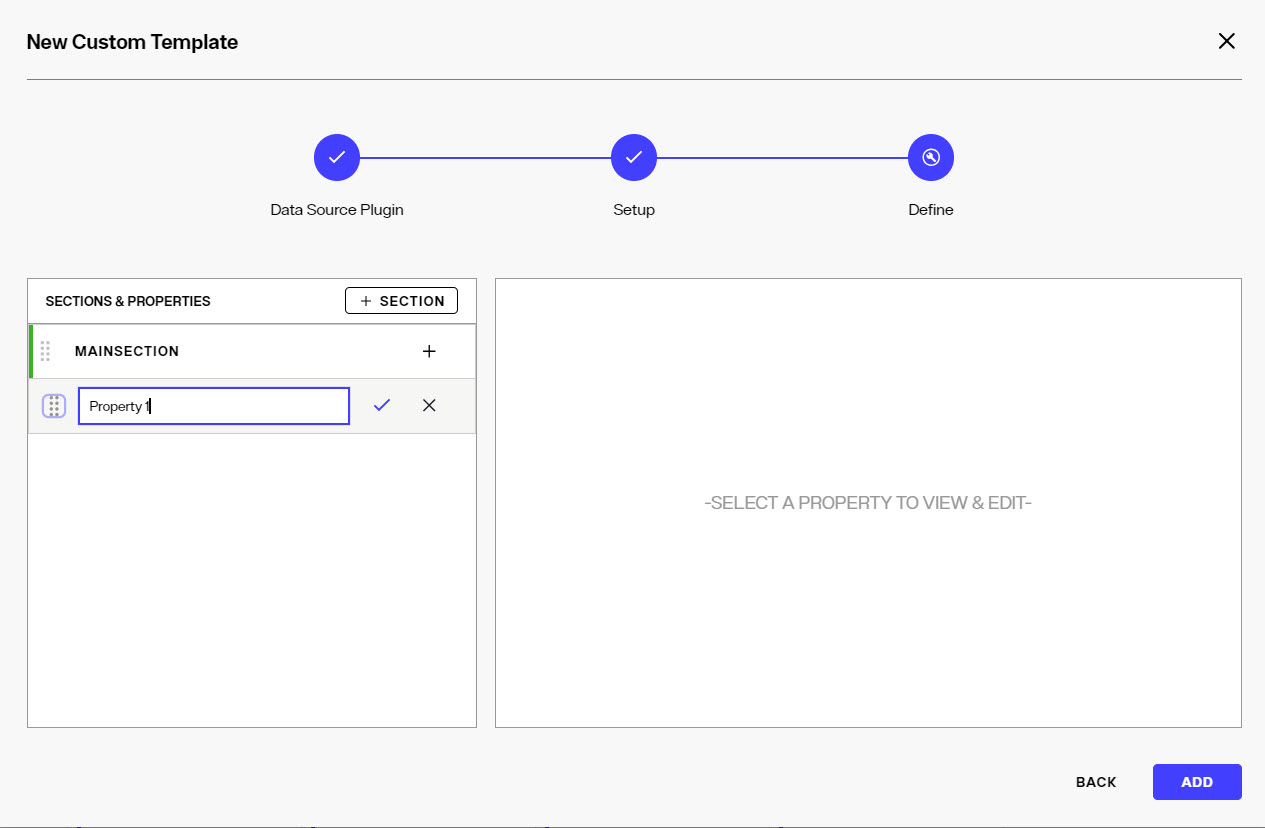 New Custom Template
Data Source Plugin
Setup
Define
SECTIONS & PROPERTIES
+ SECTION
MAINSECTION
Property 1
-SELECT A PROPERTY TO VIEW & EDIT-
BACK
ADD